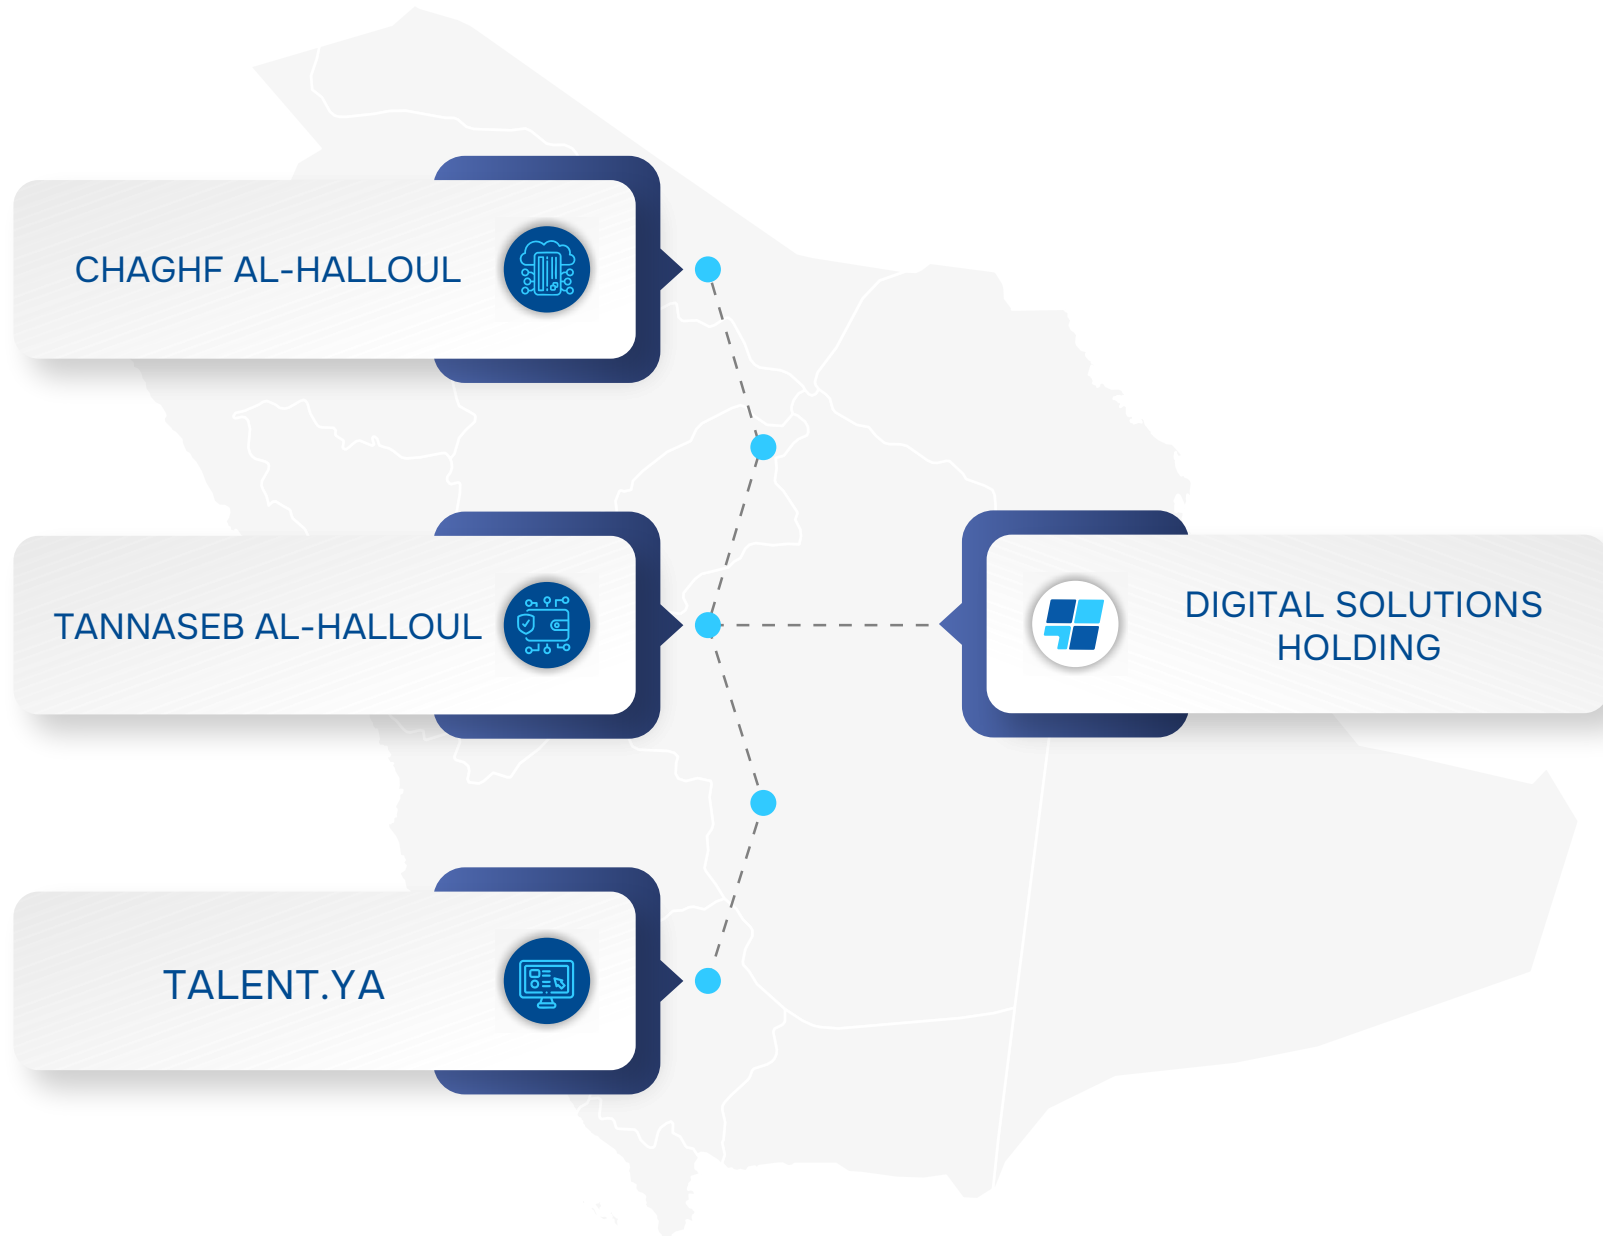 CHAGHF AL-HALLOUL
TANNASEB AL-HALLOUL
DIGITAL SOLUTIONS
HOLDING
TALENT.YA